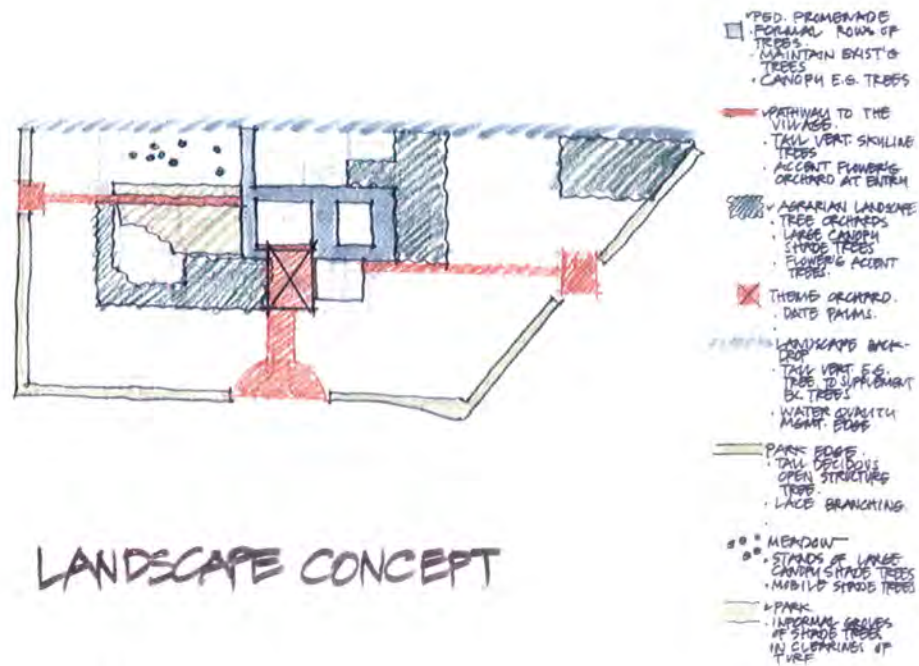 PED. PROMENADE
· FORMAL ROWS OF
TREES.
· MAINTAIN EXIST'G
TREES
· CANOPY E.G. TREES
PATHWAY TO THE
VILLAGE.
· TALL VERT. SKYLINE
TREES
· ACCENT FLOWER'G
ORCHARD AT ENTRY
AGRARIAN LANDSCAPE
· TREE ORCHARDS
· LARGE CANOPY
SHADE TREES
· FLOWER'G ACCENT
TREES.
THEME ORCHARD.
· DATE PALMS.
LANDSCAPE BACK-
DROP
· TALL VERT E.G.
TREE TO SUPPLEMENT
EX. TREES
· WATER QUALITY
MGMT. EDGE
PARK EDGE.
· TALL DECIDOUS
OPEN STRUCTURE
TREE.
· LACE BRANCHING.
MEADOW
· STANDS OF LARGE
CANOPY SHADE TREES
· MOBILE SHADE TREES
PARK
· INFORMAL GROVES
OF SHADE TREES
IN CLEARINGS OF
TURF
LANDSCAPE CONCEPT